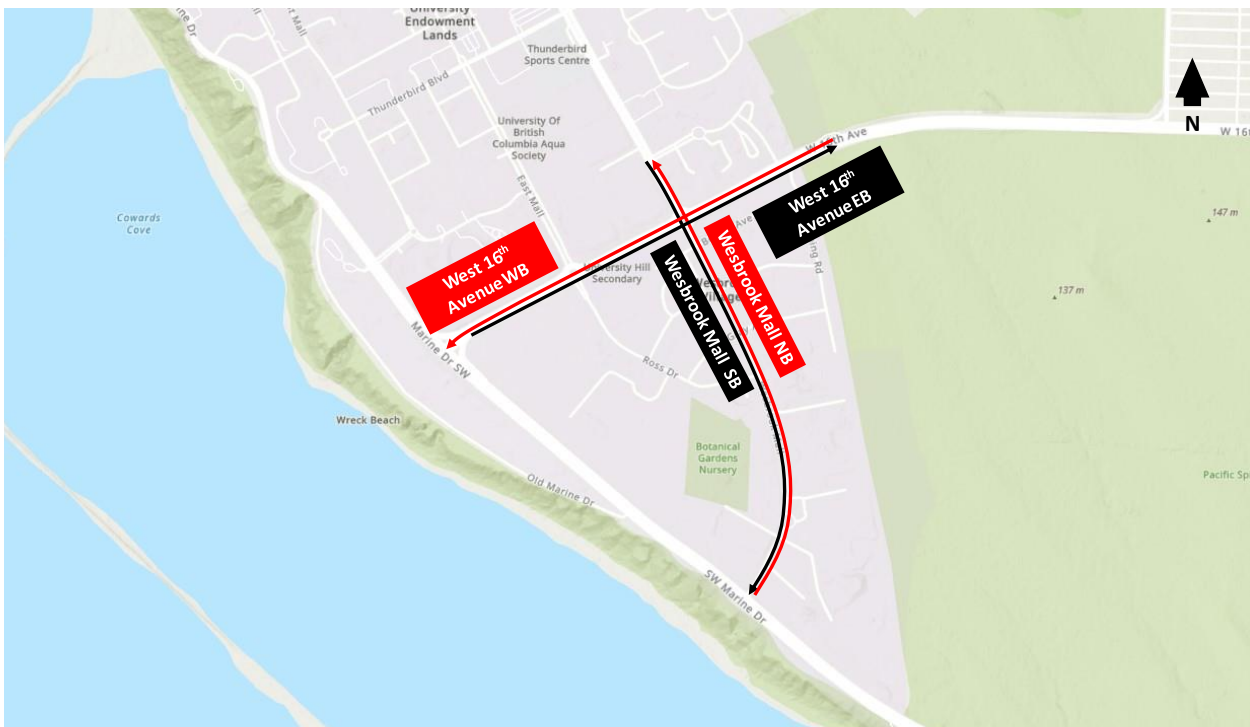 University
Endowment
Lands
East Mall
Thunderbird
Sports Centre
Thunderbird Blvd
N
University Of
British
Columbia Aqua
Society
W 16th Ave
W 16
East Mall
West 16th
Avenue EB
Cowards
Cove
147 m
West 16th
Avenue WB
University Hill
Secondary
Wesbrook Mall SB
Wesbrook Mall NB
137 m
Marine Dr SW
Ross Dr
Wreck Beach
Botanical
Gardens
Nursery
Pacific Sp
Old Marine Dr
SW Marine Dr